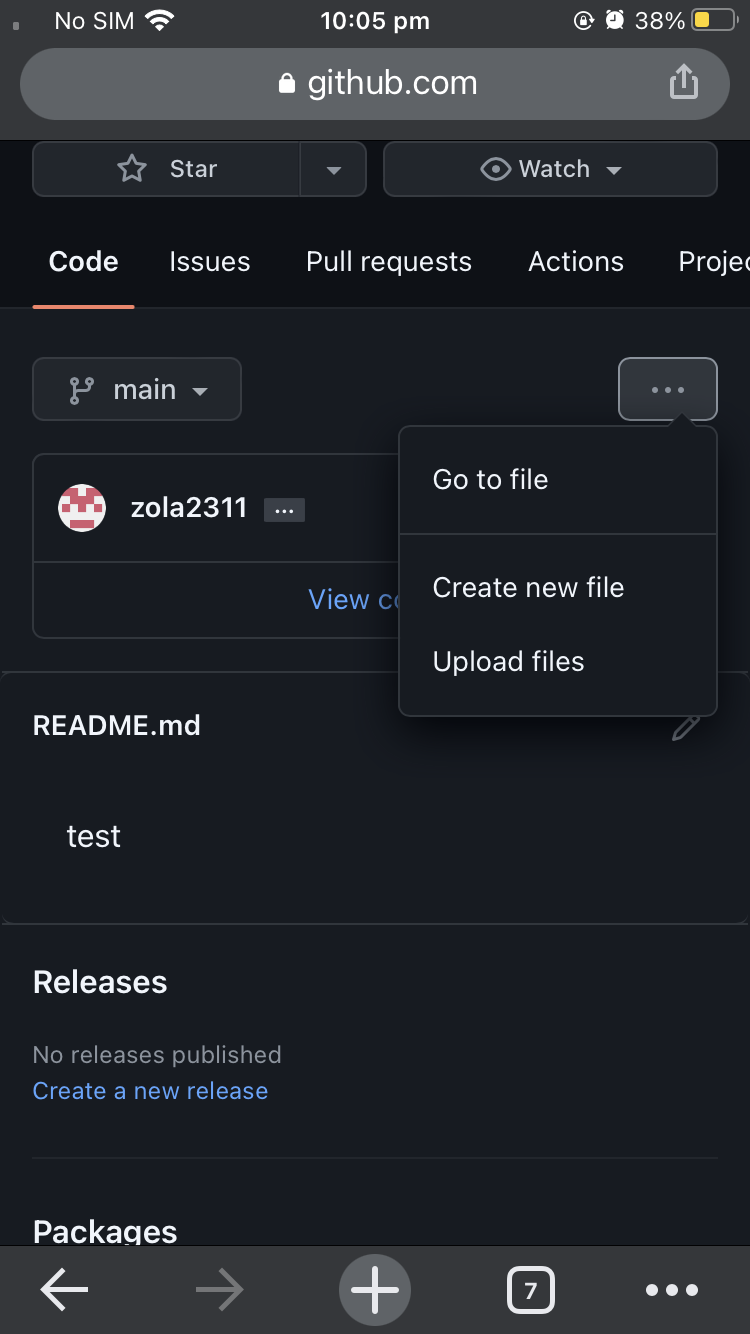 No SIM 10:05 pm 38%
github.com
Star Watch
Code Issues Pull requests Actions
main ...
Go to file
zola2311 ...
Create new file
View
Upload files
README.md
test
Releases
No releases published
Create a new release
Packages
7